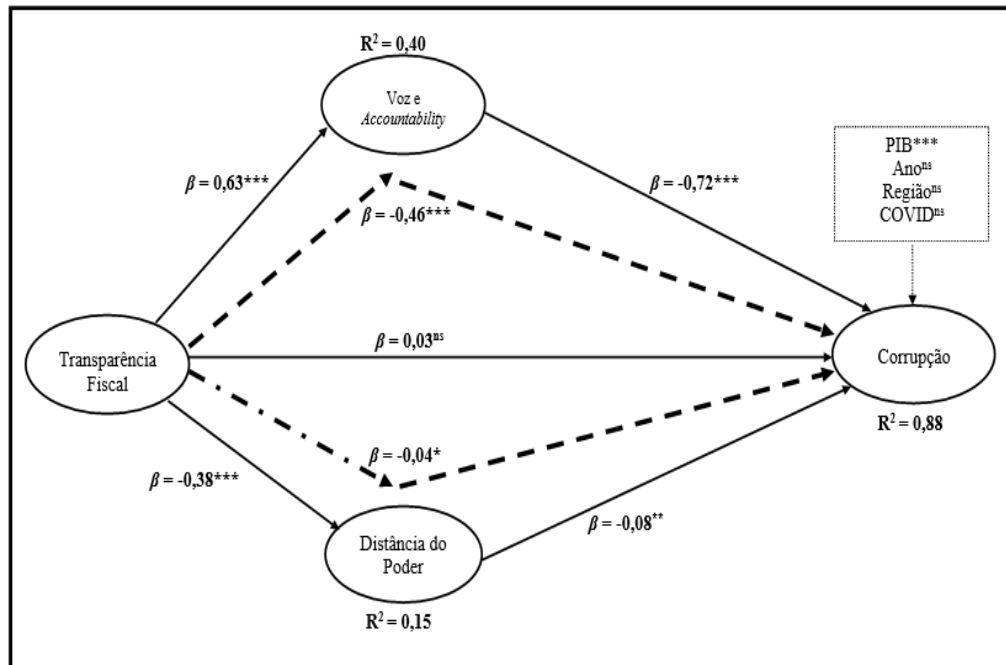 R² = 0,40
Voz e
Accountability
PIB***
Anoⁿˢ
Regiãoⁿˢ
COVIDⁿˢ
β = 0,63***
β = -0,72***
β = -0,46***
Transparência
Fiscal
β = 0,03ⁿˢ
Corrupção
R² = 0,88
β = -0,04*
β = -0,38***
β = -0,08**
Distância do
Poder
R² = 0,15